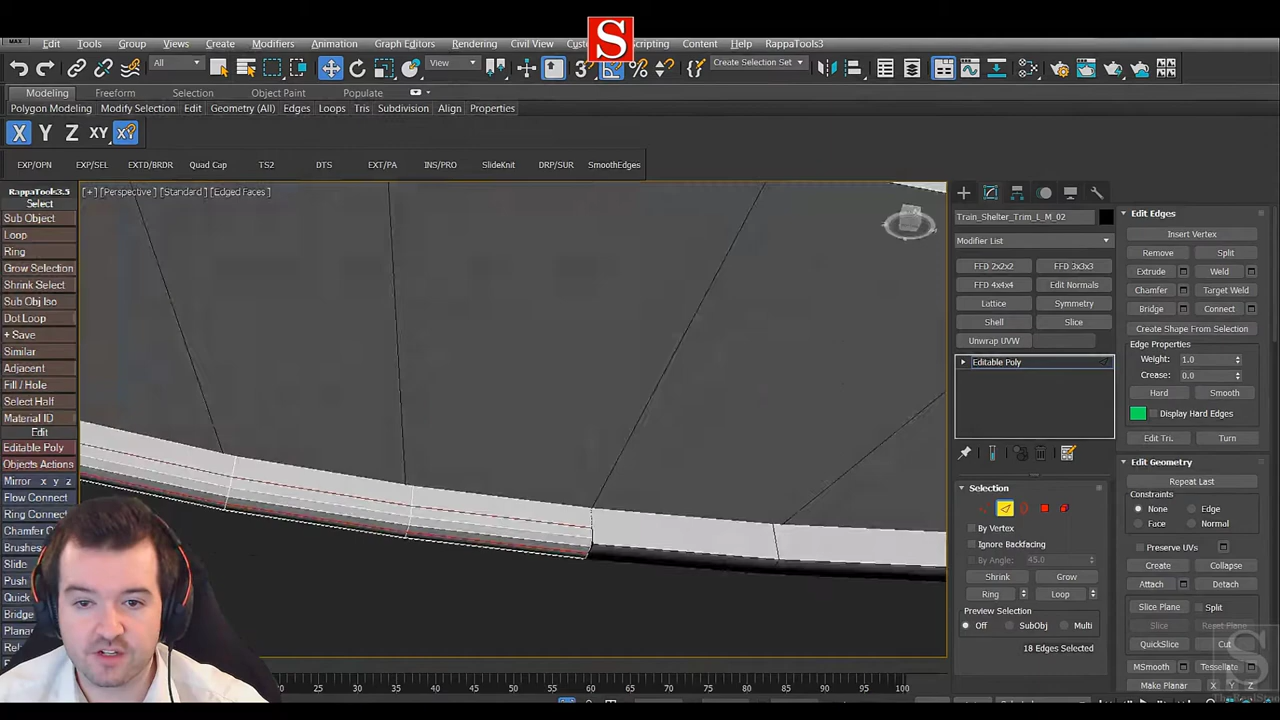 S
MAX Edit Tools Group Views Create Modifiers Animation Graph Editors Rendering Civil View Scripting Content Help RappaTools3
All View Create Selection Set
Modeling Freeform Selection Object Paint Populate
Polygon Modeling Modify Selection Edit Geometry (All) Edges Loops Tris Subdivision Align Properties
X Y Z XY
EXP/OPN EXP/SEL EXTD/BRDR Quad Cap TS2 DTS EXT/PA INS/PRO SlideKnit DRP/SUR SmoothEdges
RappaTools3.5
Select
Sub Object
Loop
Ring
Grow Selection
Shrink Select
Sub Obj Iso
Dot Loop
+ Save
Similar
Adjacent
Fill / Hole
Select Half
Material ID
Edit
Editable Poly
Objects Actions
Mirror x y z
Flow Connect
Ring Connect
Chamfer
Brushes
Slide
Push
Quick
Bridge
Planar
[+] [Perspective] [Standard] [Edged Faces]
25 30 35 40 45 50 55 60 65 70 75 80 85 90 95 100
Train_Shelter_Trim_L_M_02
Modifier List
FFD 2x2x2 FFD 3x3x3
FFD 4x4x4 Edit Normals
Lattice Symmetry
Shell Slice
Unwrap UVW
Editable Poly
Selection
By Vertex
Ignore Backfacing
By Angle: 45.0
Shrink Grow
Ring Loop
Preview Selection
Off SubObj Multi
18 Edges Selected
Edit Edges
Insert Vertex
Remove Split
Extrude Weld
Chamfer Target Weld
Bridge Connect
Create Shape From Selection
Edge Properties
Weight: 1.0
Crease: 0.0
Hard Smooth
Display Hard Edges
Edit Tri. Turn
Edit Geometry
Repeat Last
Constraints
None Edge
Face Normal
Preserve UVs
Create Collapse
Attach Detach
Slice Plane Split
Slice Reset Plane
QuickSlice Cut
MSmooth Tessellate
Make Planar X Y Z